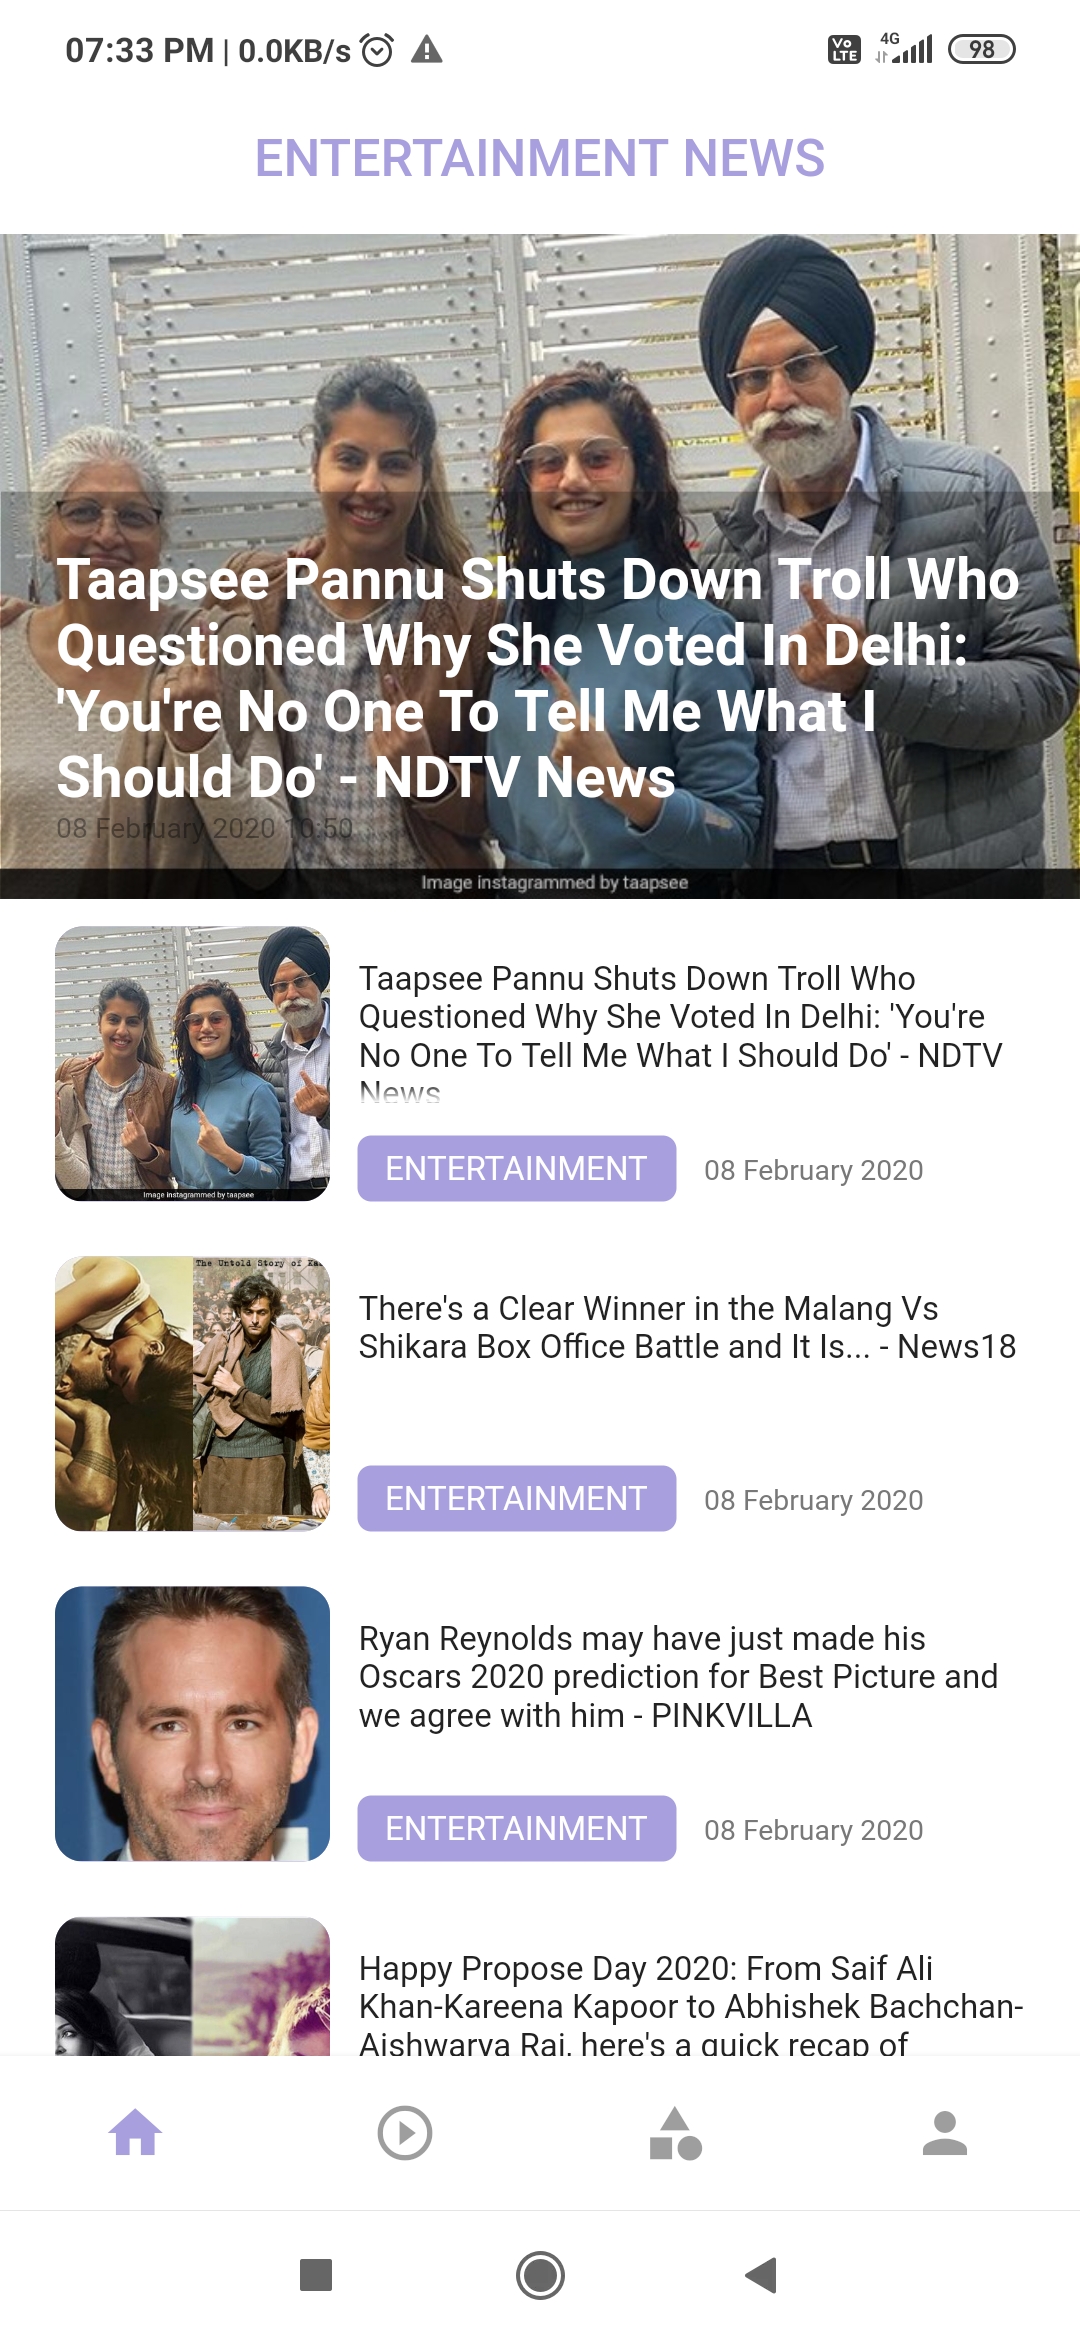 07:33 PM | 0.0KB/s
Vo LTE
4G
98
ENTERTAINMENT NEWS
Taapsee Pannu Shuts Down Troll Who
Questioned Why She Voted In Delhi:
'You're No One To Tell Me What I
Should Do' - NDTV News
08 February 2020 10:50
Image instagrammed by taapsee
Taapsee Pannu Shuts Down Troll Who
Questioned Why She Voted In Delhi: 'You're
No One To Tell Me What I Should Do' - NDTV
News
Image instagrammed by taapsee
ENTERTAINMENT
08 February 2020
The Untold Story of
There's a Clear Winner in the Malang Vs
Shikara Box Office Battle and It Is... - News18
ENTERTAINMENT
08 February 2020
Ryan Reynolds may have just made his
Oscars 2020 prediction for Best Picture and
we agree with him - PINKVILLA
ENTERTAINMENT
08 February 2020
Happy Propose Day 2020: From Saif Ali
Khan-Kareena Kapoor to Abhishek Bachchan-
Aishwarya Rai, here's a quick recap of